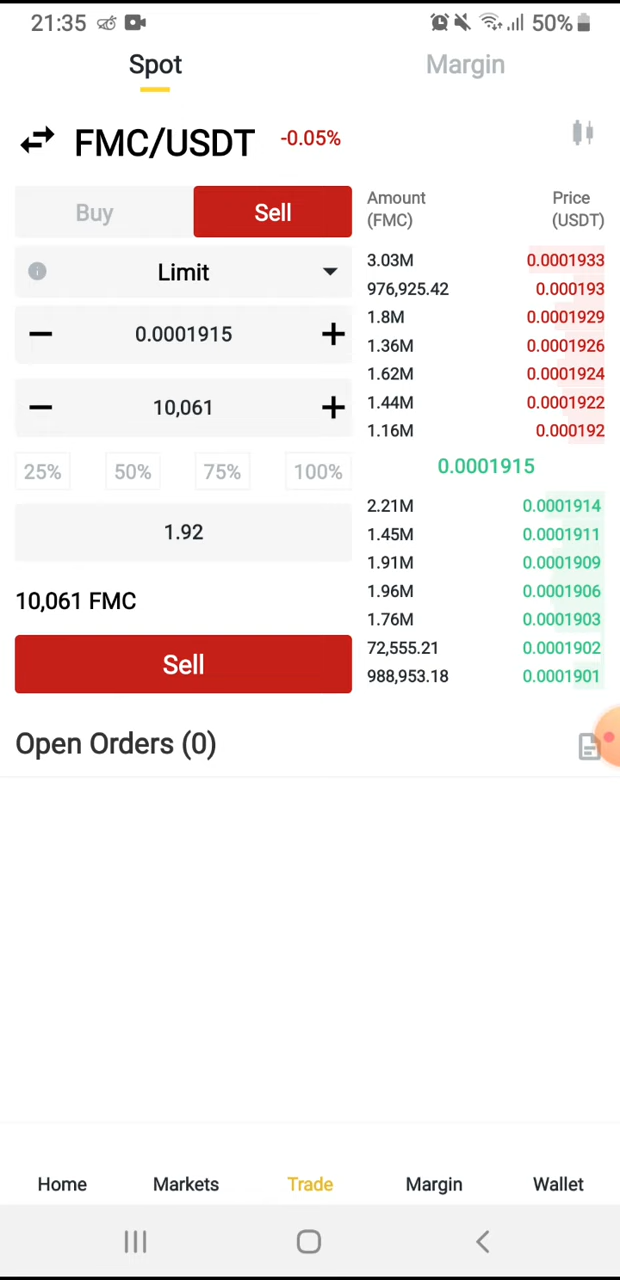 21:35 50%
Spot Margin
FMC/USDT -0.05%
Buy Sell
Limit
0.0001915
10,061
25% 50% 75% 100%
1.92
10,061 FMC
Sell
Amount Price
(FMC) (USDT)
3.03M 0.0001933
976,925.42 0.000193
1.8M 0.0001929
1.36M 0.0001926
1.62M 0.0001924
1.44M 0.0001922
1.16M 0.000192
0.0001915
2.21M 0.0001914
1.45M 0.0001911
1.91M 0.0001909
1.96M 0.0001906
1.76M 0.0001903
72,555.21 0.0001902
988,953.18 0.0001901
Open Orders (0)
Home Markets Trade Margin Wallet